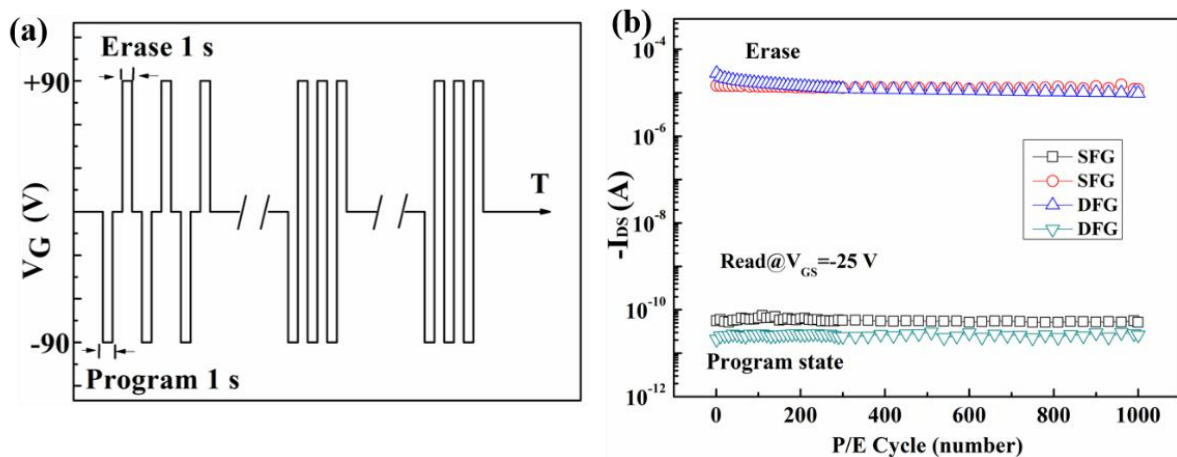 (a)
Erase 1 s
+90
V_G (V)
T
-90
Program 1 s
(b)
10^-4
Erase
10^-6
SFG
SFG
DFG
DFG
-I_DS (A)
10^-8
Read@V_GS=-25 V
10^-10
Program state
10^-12
0 200 400 600 800 1000
P/E Cycle (number)